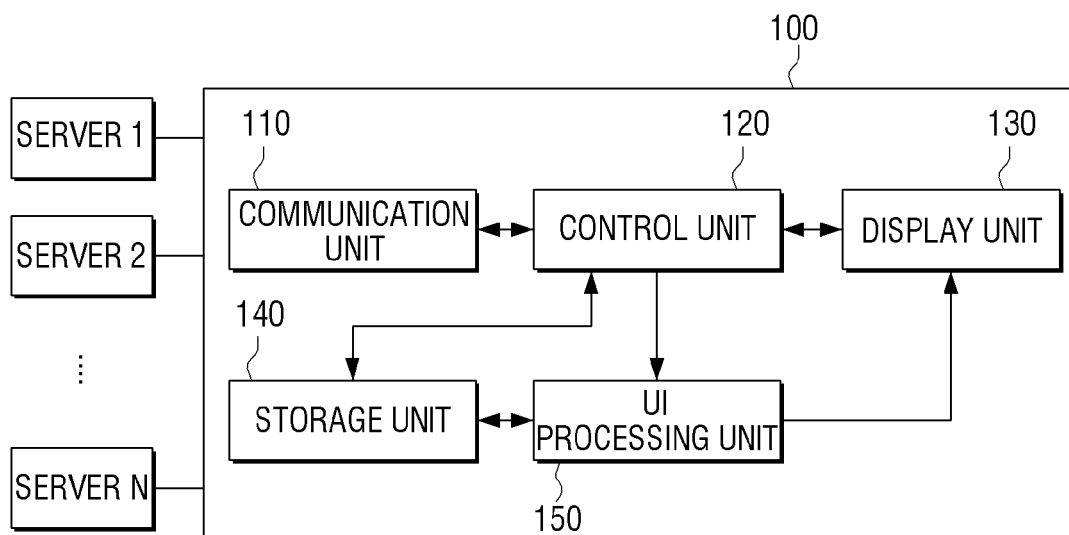 100
SERVER 1
110
120
130
COMMUNICATION
UNIT
CONTROL UNIT
DISPLAY UNIT
SERVER 2
140
⋮
STORAGE UNIT
UI
PROCESSING UNIT
SERVER N
150